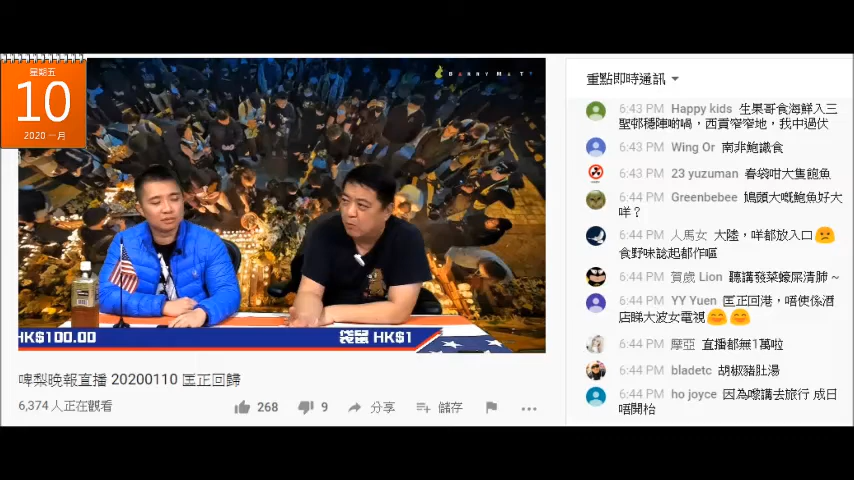 星期五
10
2020 一月
BARRY MA
HK$100.00
HK$1
啤梨晚報直播 20200110 匡正回歸
6,374 人正在觀看
268
9
分享
儲存
重點即時通訊
6:43 PM Happy kids 生果哥食海鮮入三
聖邨穩陣啲喎，西貢窄窄地，我中過伏
6:43 PM Wing Or 南非鮑識食
6:43 PM 23 yuzuman 春袋咁大隻鮑魚
6:44 PM Greenbebee 鳩頭大嘅鮑魚好大
咩？
6:44 PM 人馬女 大陸，咩都放入口😕
食野味諗起都作嘔
6:44 PM 賀歲 Lion 聽講發菜蠔屎清肺 ~
6:44 PM YY Yuen 匡正回港，唔使係酒
店睇大波女電視😄😄
6:44 PM 摩亞 直播都無1萬啦
6:44 PM bladetc 胡椒豬肚湯
6:44 PM ho joyce 因為嚟講去旅行 成日
唔開枱